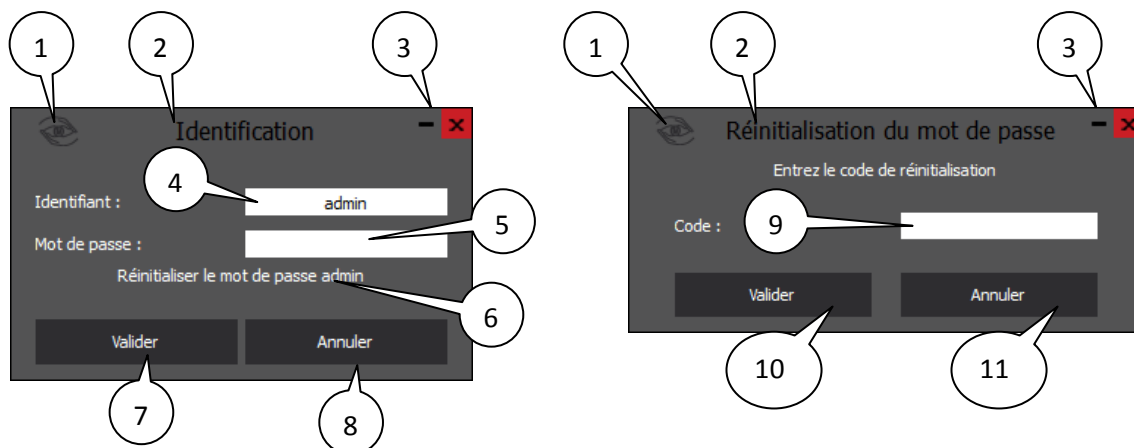 1
2
3
Identification
4
Identifiant :
admin
5
Mot de passe :
Réinitialiser le mot de passe admin
6
Valider
Annuler
7
8
1
2
3
Réinitialisation du mot de passe
Entrez le code de réinitialisation
Code :
9
Valider
Annuler
10
11